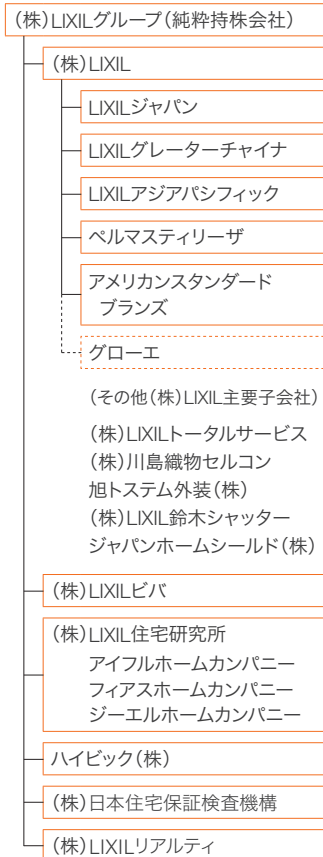 (株)LIXILグループ(純粋持株会社)
(株)LIXIL
LIXILジャパン
LIXILグレーターチャイナ
LIXILアジアパシフィック
ペルマスティリーザ
アメリカンスタンダード
ブランズ
グローエ
(その他(株)LIXIL主要子会社)
(株)LIXILトータルサービス
(株)川島織物セルコン
旭トステム外装(株)
(株)LIXIL鈴木シャッター
ジャパンホームシールド(株)
(株)LIXILビバ
(株)LIXIL住宅研究所
アイフルホームカンパニー
フィアスホームカンパニー
ジーエルホームカンパニー
ハイビック(株)
(株)日本住宅保証検査機構
(株)LIXILリアルティ